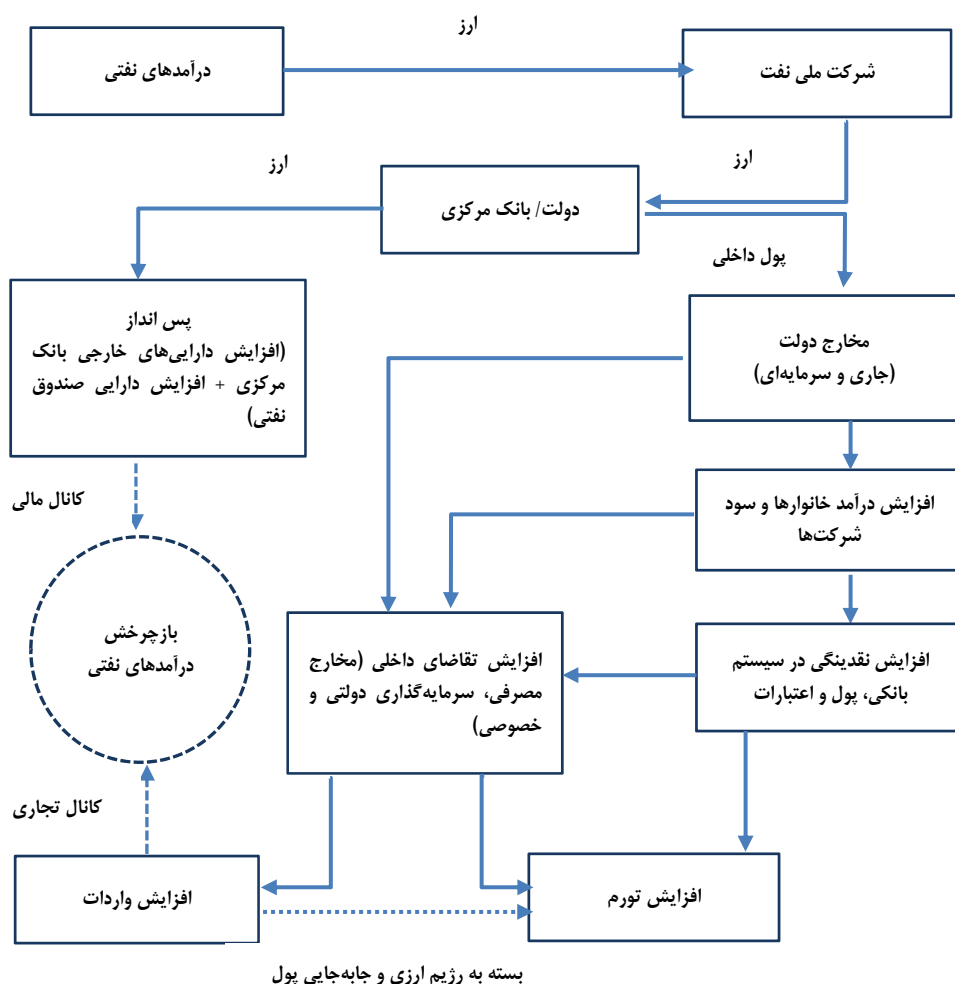 ارز
درآمدهای نفتی
شرکت ملی نفت
ارز
ارز
دولت/ بانک مرکزی
پول داخلی
پس انداز
(افزایش دارایی‌های خارجی بانک
مرکزی + افزایش دارایی صندوق
نفتی)
مخارج دولت
(جاری و سرمایه‌ای)
کانال مالی
افزایش درآمد خانوارها و سود
شرکت‌ها
بازچرخش
درآمدهای نفتی
افزایش تقاضای داخلی (مخارج
مصرفی، سرمایه‌گذاری دولتی و
خصوصی)
افزایش نقدینگی در سیستم
بانکی، پول و اعتبارات
کانال تجاری
افزایش واردات
افزایش تورم
بسته به رژیم ارزی و جابه‌جایی پول